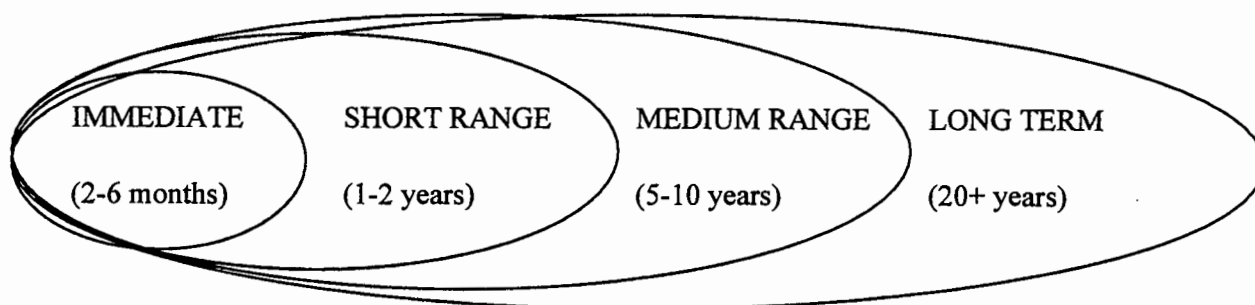 IMMEDIATE SHORT RANGE MEDIUM RANGE LONG TERM
(2-6 months) (1-2 years) (5-10 years) (20+ years)